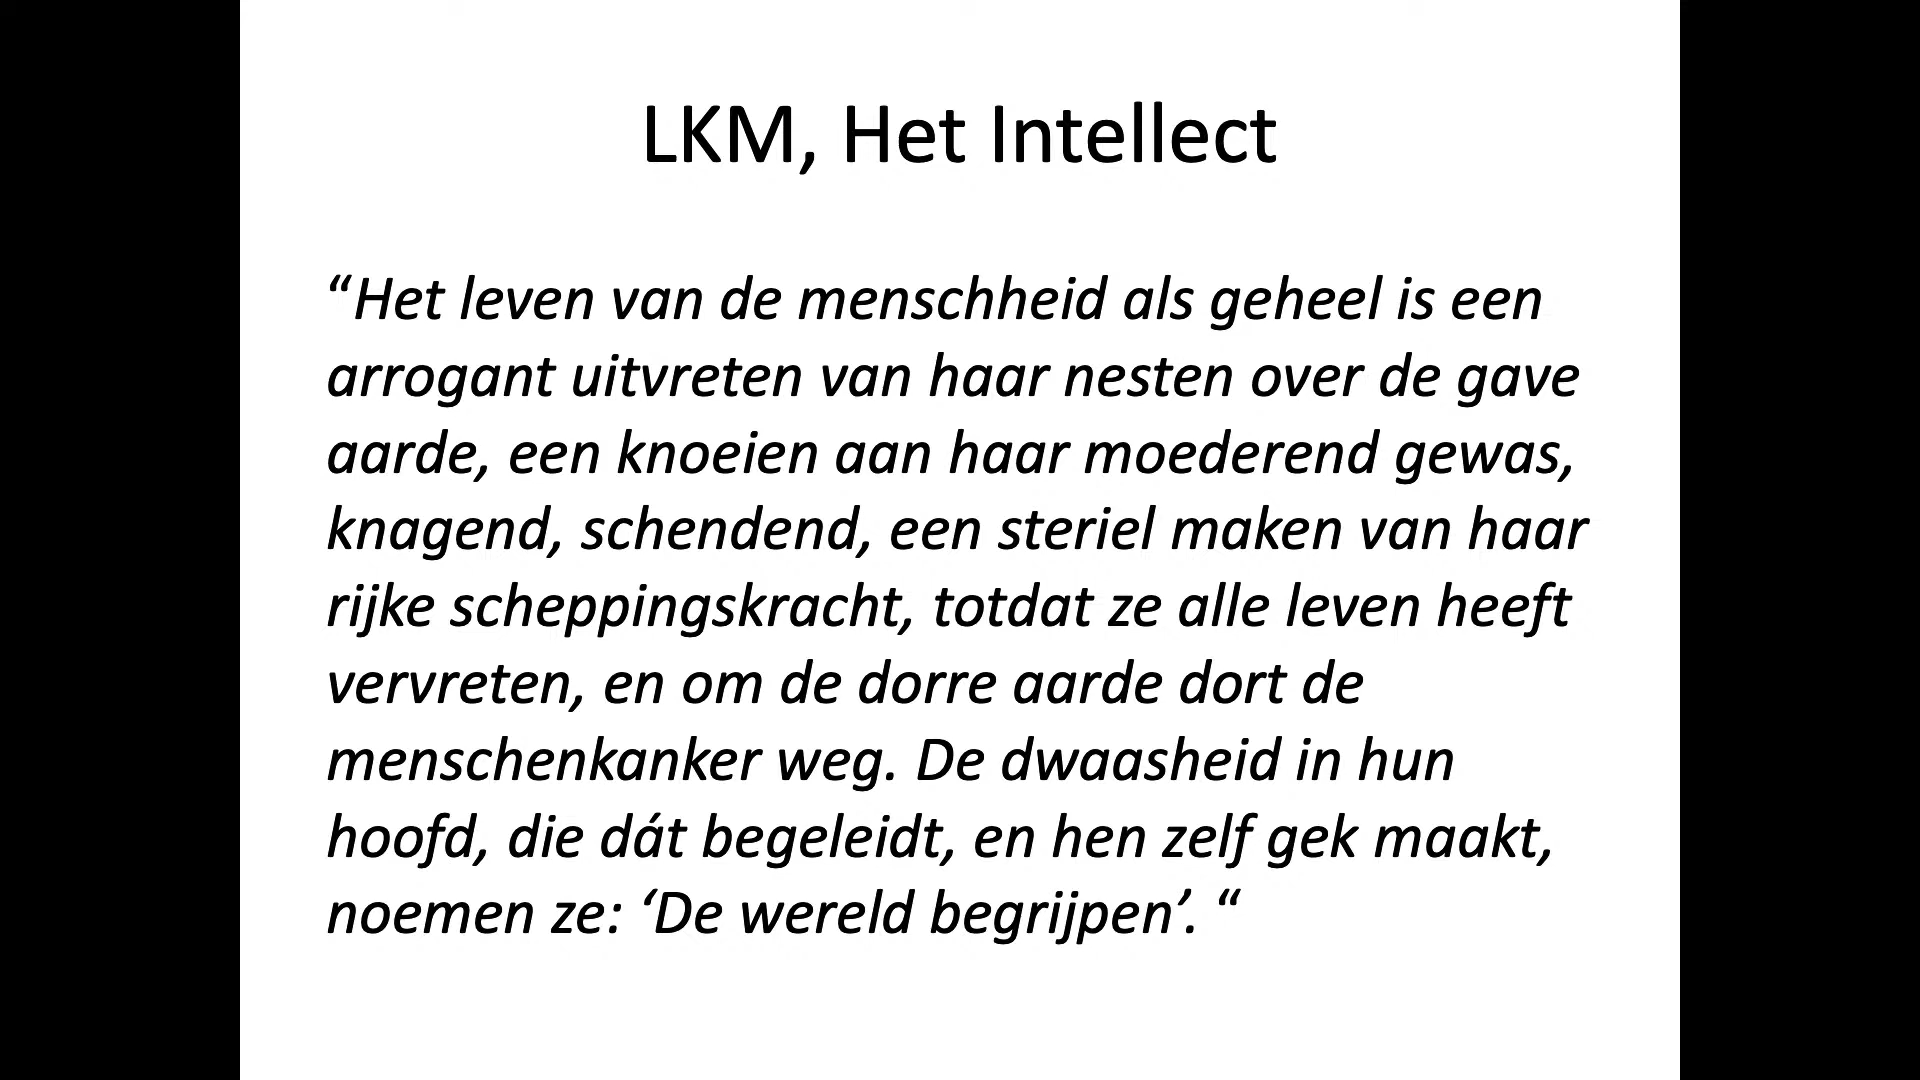 LKM, Het Intellect
“Het leven van de menschheid als geheel is een
arrogant uitvreten van haar nesten over de gave
aarde, een knoeien aan haar moederend gewas,
knagend, schendend, een steriel maken van haar
rijke scheppingskracht, totdat ze alle leven heeft
vervreten, en om de dorre aarde dort de
menschenkanker weg. De dwaasheid in hun
hoofd, die dát begeleidt, en hen zelf gek maakt,
noemen ze: ‘De wereld begrijpen’. “